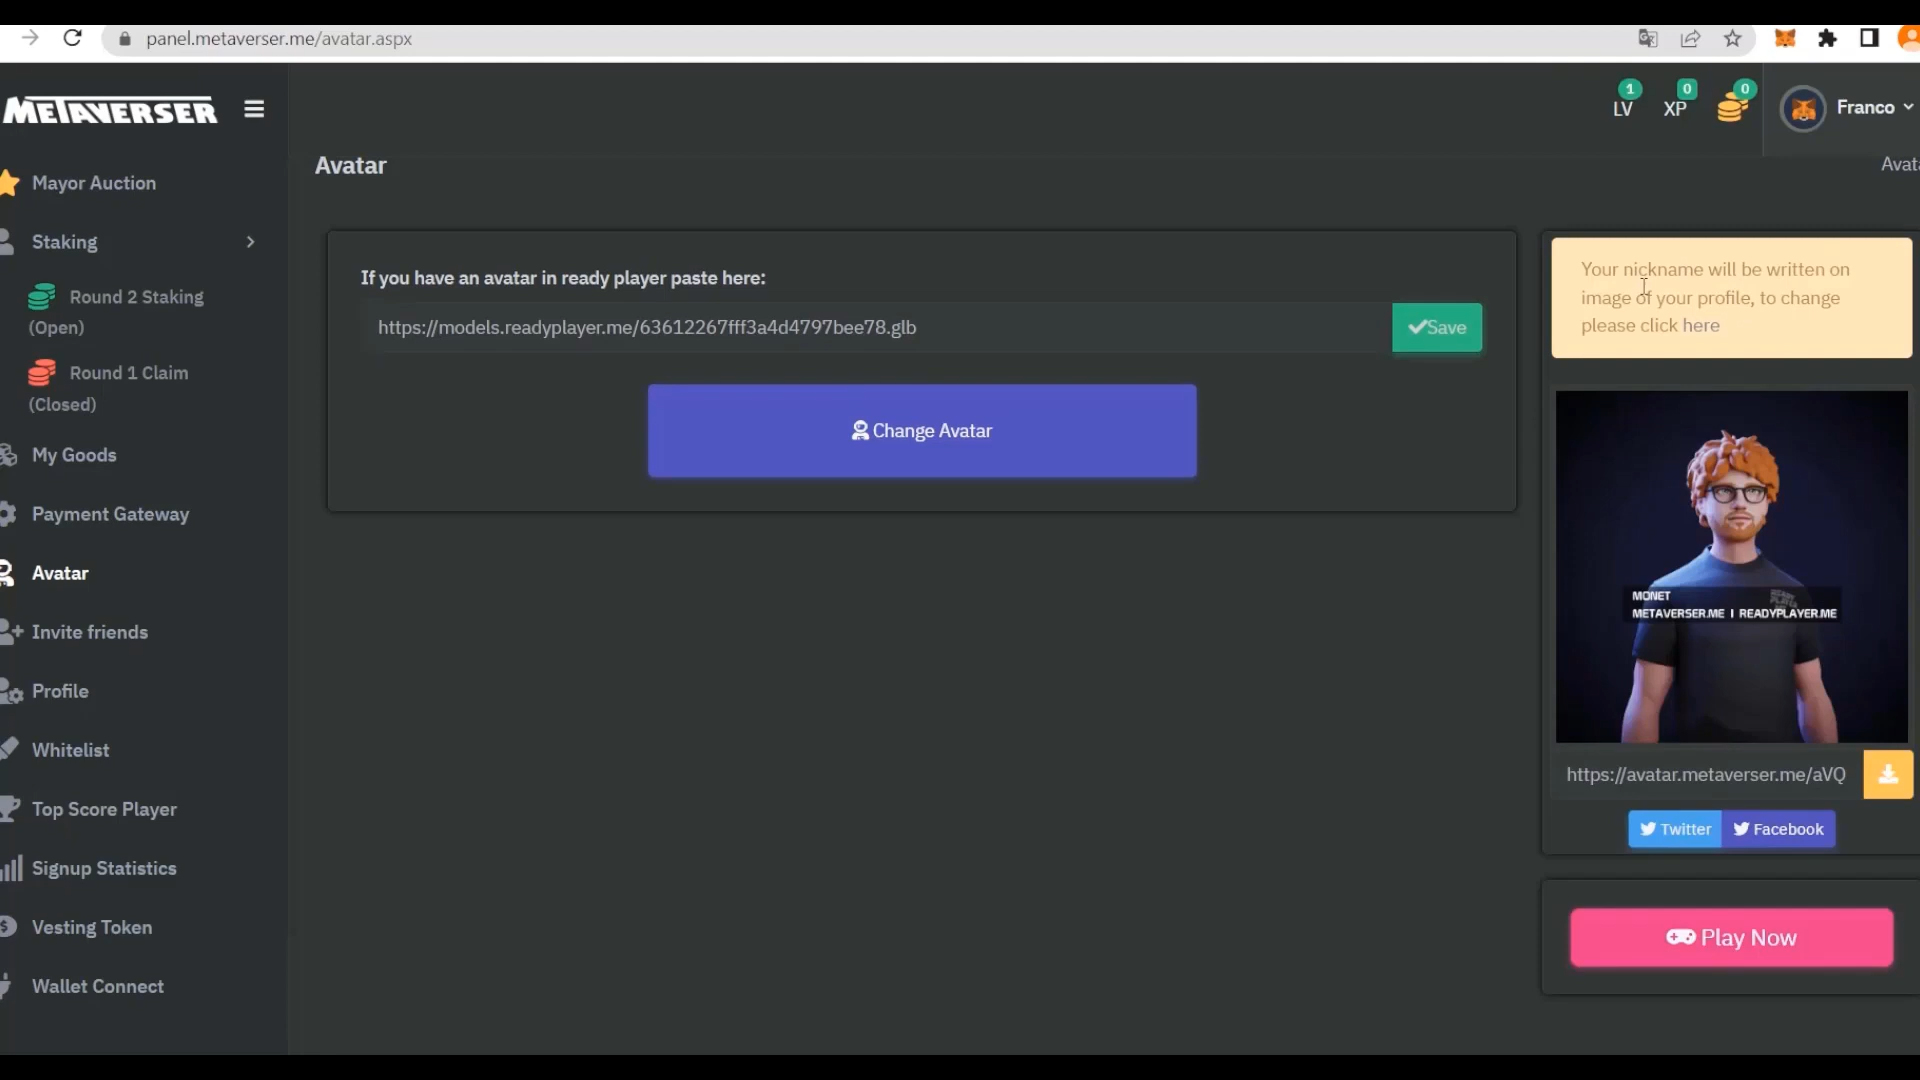 panel.metaverser.me/avatar.aspx
METAVERSER
1
LV
0
XP
0
Franco
Mayor Auction
Staking
Round 2 Staking
(Open)
Round 1 Claim
(Closed)
My Goods
Payment Gateway
Avatar
Invite friends
Profile
Whitelist
Top Score Player
Signup Statistics
Vesting Token
Wallet Connect
Avatar
Avata
If you have an avatar in ready player paste here:
https://models.readyplayer.me/63612267fff3a4d4797bee78.glb
Save
Change Avatar
Your nickname will be written on
image of your profile, to change
please click here
MONET
METAVERSER.ME | READYPLAYER.ME
https://avatar.metaverser.me/aVQ
Twitter
Facebook
Play Now